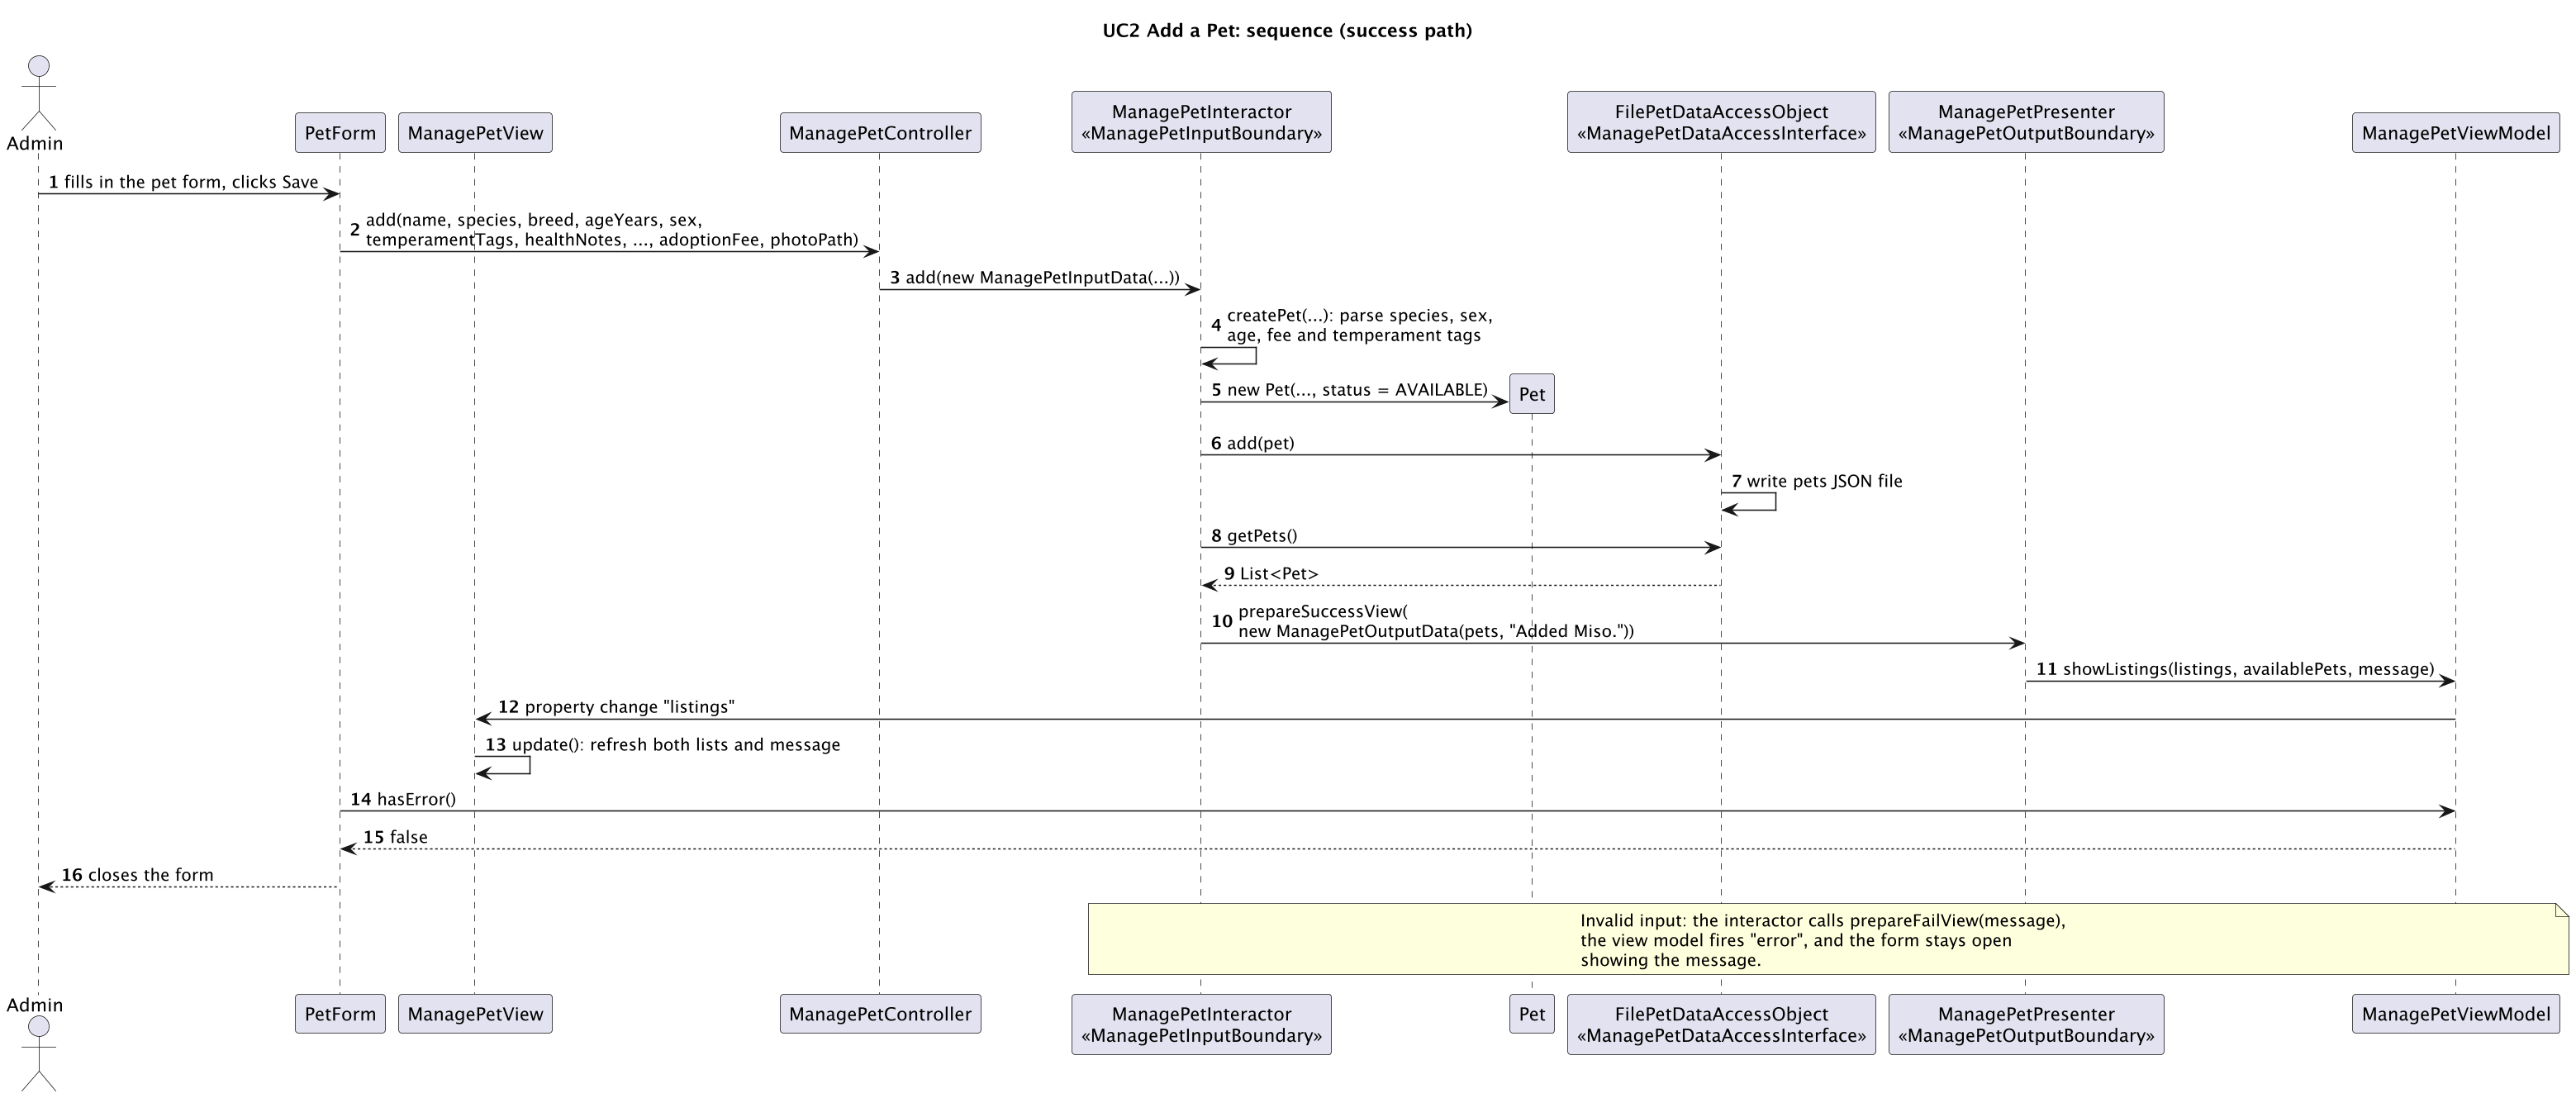 UC2 Add a Pet: sequence (success path)
Admin
PetForm
ManagePetView
ManagePetController
ManagePetInteractor
«ManagePetInputBoundary»
FilePetDataAccessObject
«ManagePetDataAccessInterface»
ManagePetPresenter
«ManagePetOutputBoundary»
ManagePetViewModel
1 fills in the pet form, clicks Save
2 add(name, species, breed, ageYears, sex,
temperamentTags, healthNotes, ..., adoptionFee, photoPath)
3 add(new ManagePetInputData(...))
4 createPet(...): parse species, sex,
age, fee and temperament tags
5 new Pet(..., status = AVAILABLE)
Pet
6 add(pet)
7 write pets JSON file
8 getPets()
9 List<Pet>
10 prepareSuccessView(
new ManagePetOutputData(pets, "Added Miso."))
11 showListings(listings, availablePets, message)
12 property change "listings"
13 update(): refresh both lists and message
14 hasError()
15 false
16 closes the form
Invalid input: the interactor calls prepareFailView(message),
the view model fires "error", and the form stays open
showing the message.
Admin
PetForm
ManagePetView
ManagePetController
ManagePetInteractor
«ManagePetInputBoundary»
Pet
FilePetDataAccessObject
«ManagePetDataAccessInterface»
ManagePetPresenter
«ManagePetOutputBoundary»
ManagePetViewModel